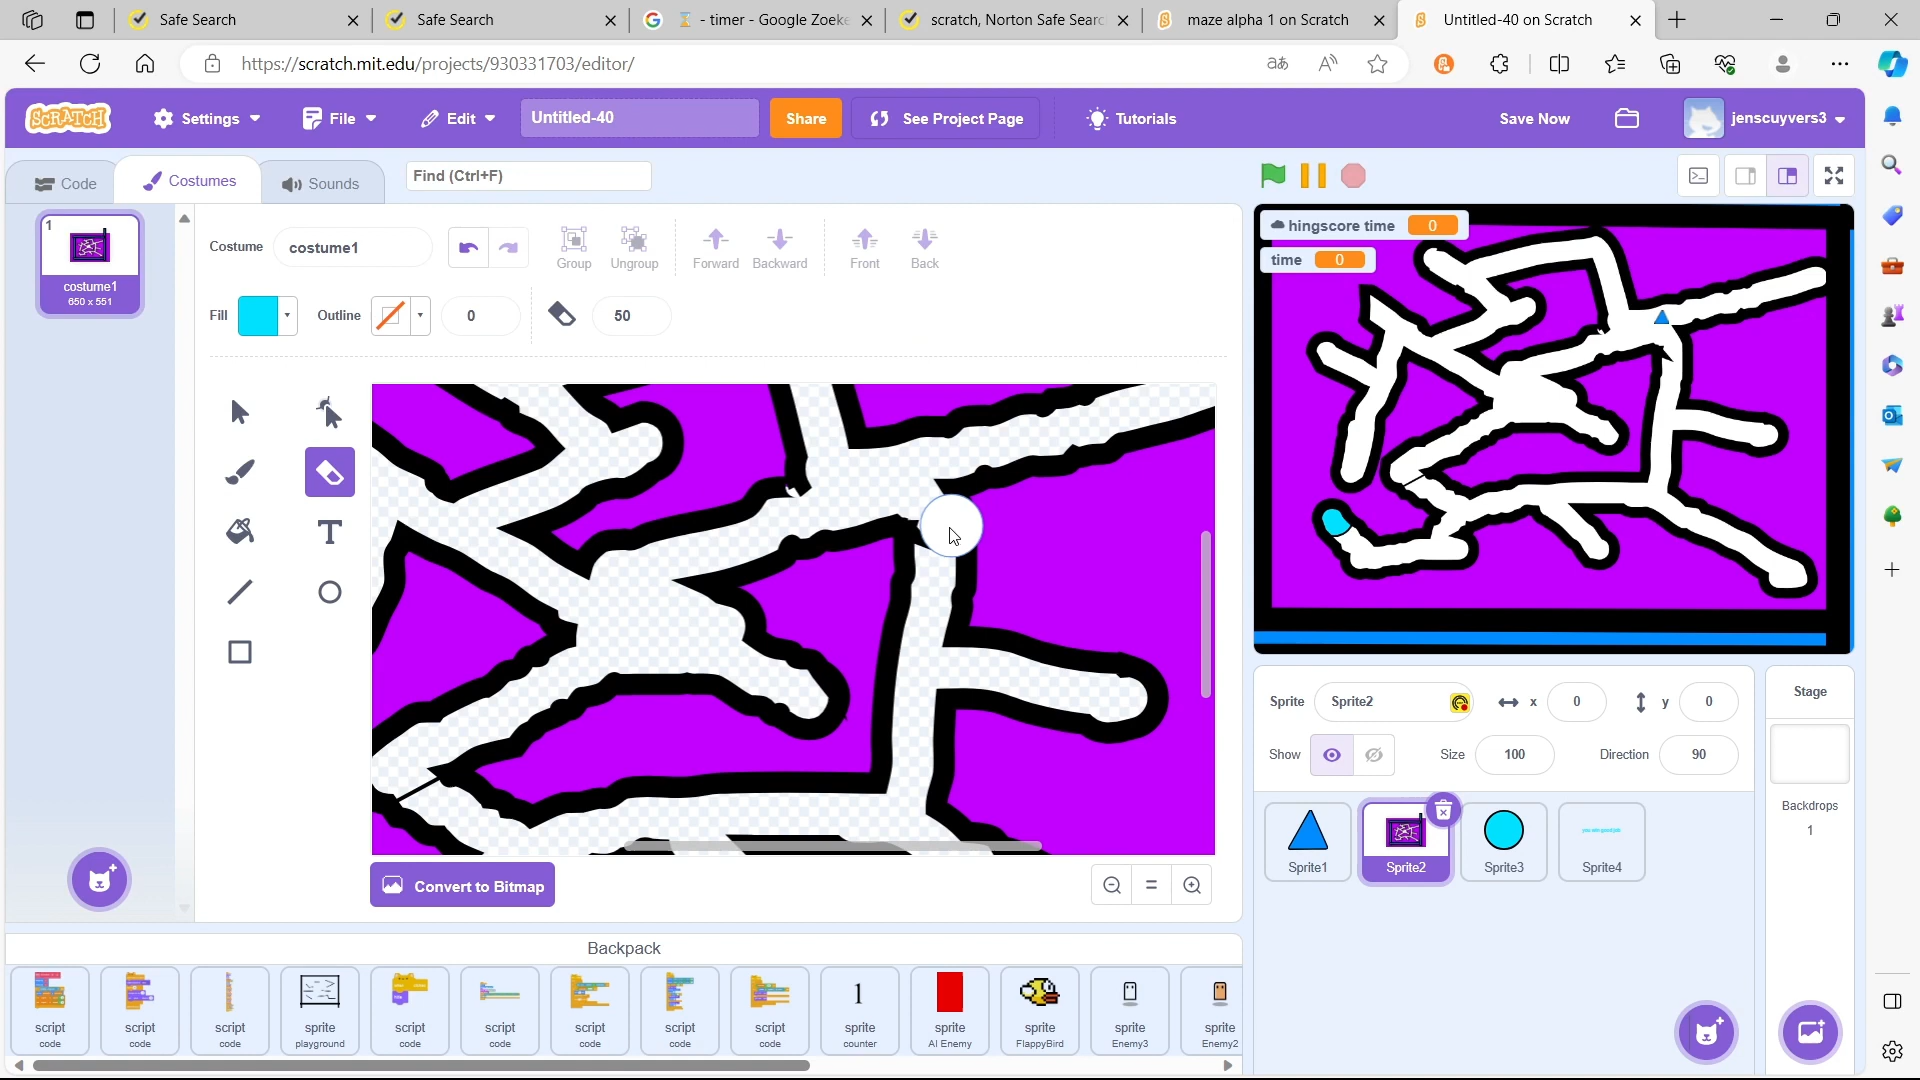 Safe Search
Safe Search
- timer - Google Zoeke
scratch, Norton Safe Searc
maze alpha 1 on Scratch
Untitled-40 on Scratch
https://scratch.mit.edu/projects/930331703/editor/
SCRATCH
Settings
File
Edit
Untitled-40
Share
See Project Page
Tutorials
Save Now
jenscuyvers3
Code
Costumes
Sounds
Find (Ctrl+F)
1
costume1
650 x 551
Costume
costume1
Group
Ungroup
Forward
Backward
Front
Back
Fill
Outline
0
50
hingscore time 0
time 0
Convert to Bitmap
Sprite
Sprite2
x
0
y
0
Show
Size
100
Direction
90
Sprite1
Sprite2
Sprite3
you win good job
Sprite4
Stage
Backdrops
1
Backpack
script
code
script
code
script
code
sprite
playground
script
code
script
code
script
code
script
code
script
code
1
sprite
counter
sprite
AI Enemy
sprite
FlappyBird
sprite
Enemy3
sprite
Enemy2